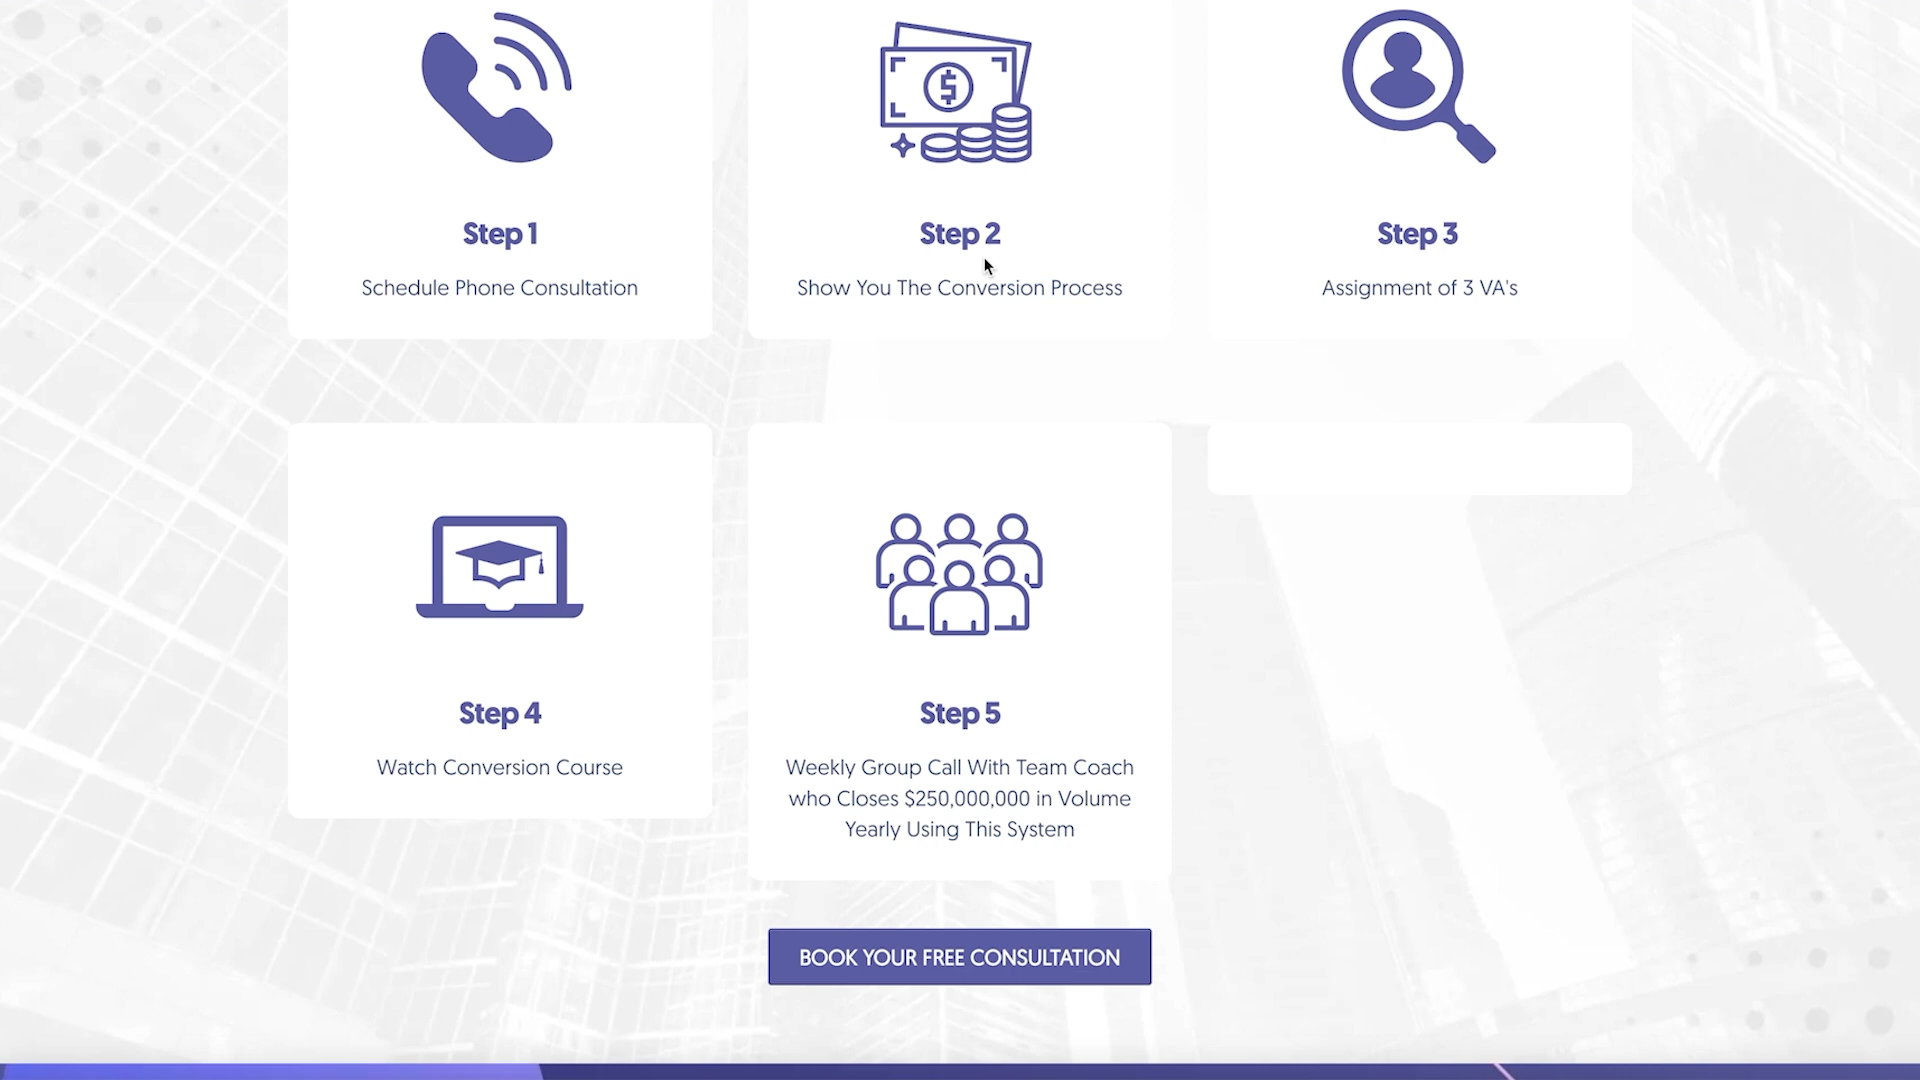 Step 1
Schedule Phone Consultation
Step 2
Show You The Conversion Process
Step 3
Assignment of 3 VA's
Step 4
Watch Conversion Course
Step 5
Weekly Group Call With Team Coach
who Closes $250,000,000 in Volume
Yearly Using This System
BOOK YOUR FREE CONSULTATION